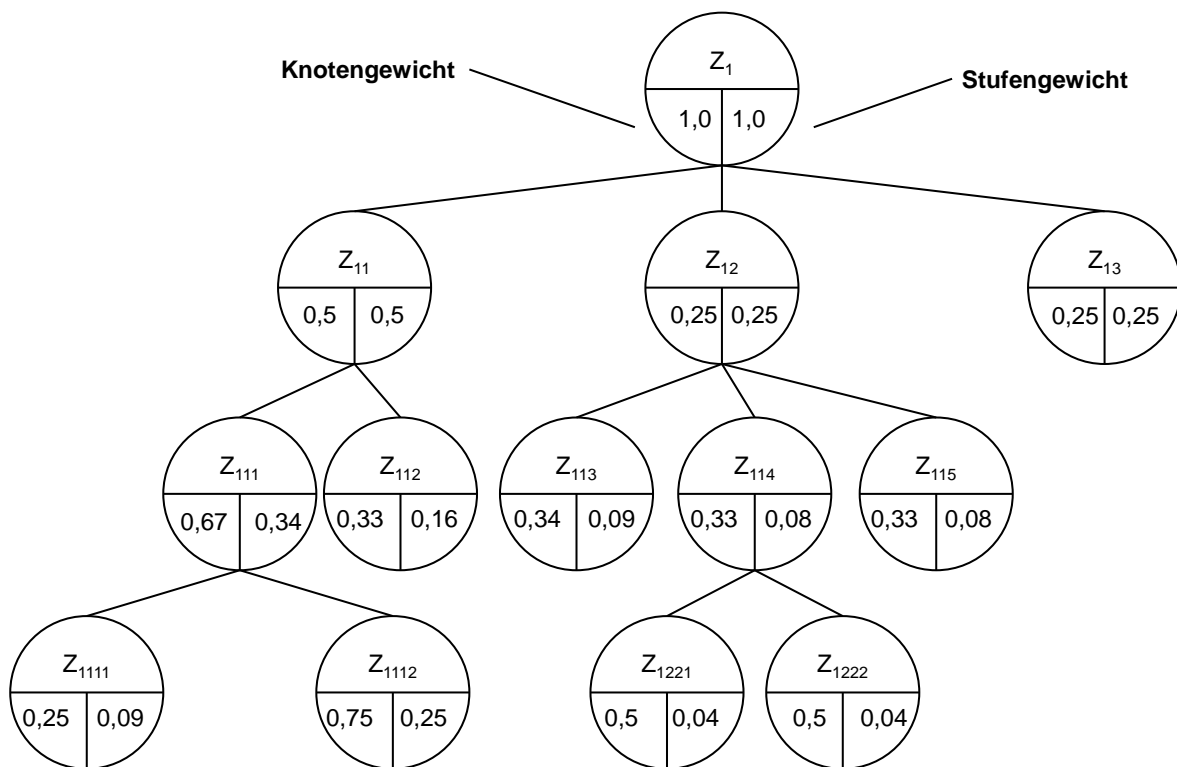 Z1
Knotengewicht
Stufengewicht
1,0 1,0
Z11 Z12 Z13
0,5 0,5 0,25 0,25 0,25 0,25
Z111 Z112 Z113 Z114 Z115
0,67 0,34 0,33 0,16 0,34 0,09 0,33 0,08 0,33 0,08
Z1111 Z1112 Z1221 Z1222
0,25 0,09 0,75 0,25 0,5 0,04 0,5 0,04